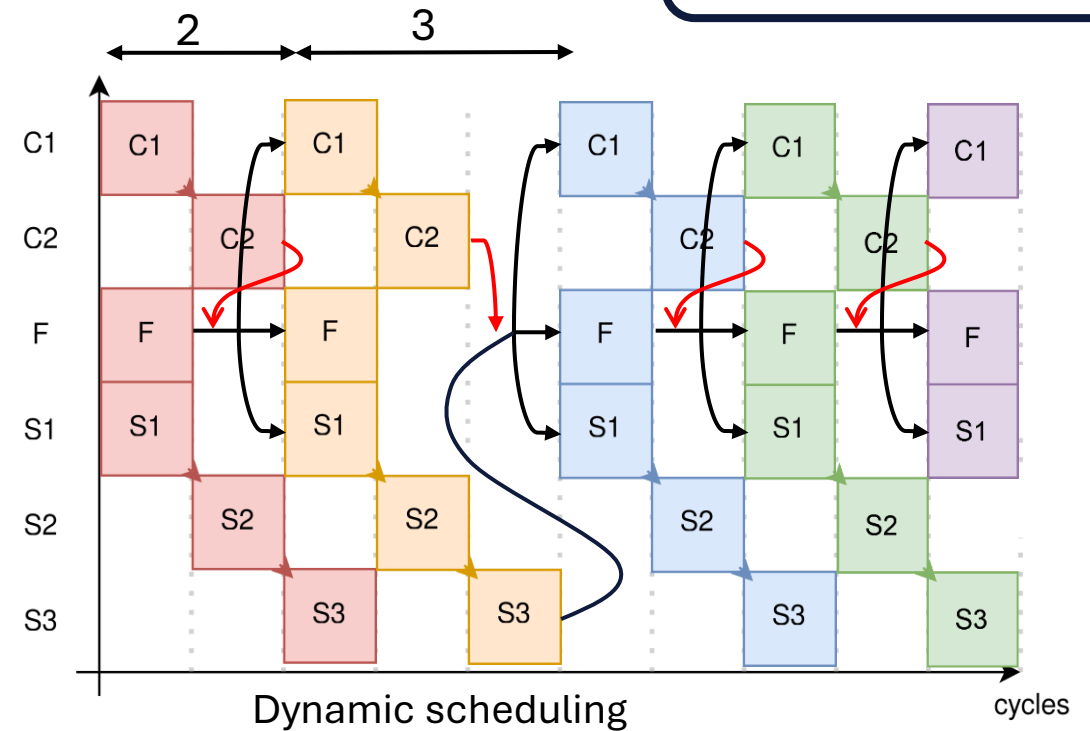 2 3
C1 C1 C1 C1 C1 C1
C2 C2 C2 C2 C2
F F F F F F
S1 S1 S1 S1 S1 S1
S2 S2 S2 S2 S2
S3 S3 S3 S3 S3
Dynamic scheduling
cycles